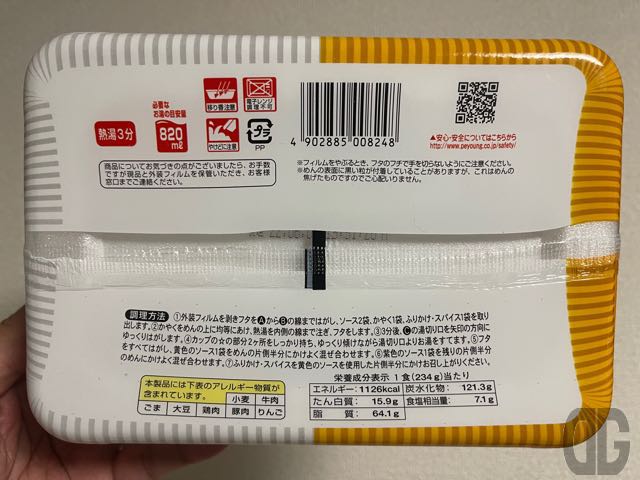 熱湯3分
必要な
お湯の目安量
820
mℓ
移り香注意
電子レンジ
調理不可
やけどに注意
プラ
PP
4 902885 008248
▲安心・安全についてはこちらから
http://www.peyoung.co.jp/safety/
商品についてお気づきの点がございましたら、お手数
ですが現品と外装フィルムを保管いただき、お客様
窓口までご連絡ください。
※フィルムをやぶるとき、フタのフチで手を切らないようにご注意ください。
※めんの表面に黒い粒が付着していることがありますが、これはめんの
焦げたものですのでご心配いりません。
調理方法 ①外装フィルムを剥きフタをAからBの線まではがし、ソース2袋、かやく1袋、ふりかけ・スパイス1袋を取り
出します。②かやくをめんの上に均等にあけ、熱湯を内側の線まで注ぎ、フタをします。③3分後、Cの湯切り口を矢印の方向に
ゆっくりはがします。④カップの☆の部分2ヶ所をしっかり持ち、ゆっくり傾けながら湯切り口よりお湯をすてます。⑤フタ
をすべてはがし、黄色のソース1袋をめんの片側半分にかけよく混ぜ合わせます。⑥紫色のソース1袋を残りの片側半分
のめんにかけよく混ぜ合わせます。⑦ふりかけ・スパイスを黄色のソースを使用した片側半分にかけお召し上がりください。
本製品には下表のアレルギー物質が
含まれています。
小麦 牛肉
ごま 大豆 鶏肉 豚肉 りんご
栄養成分表示 1食(234g)当たり
エネルギー 1126kcal 炭水化物 121.3g
たん白質 15.9g 食塩相当量 7.1g
脂質 64.1g
DG